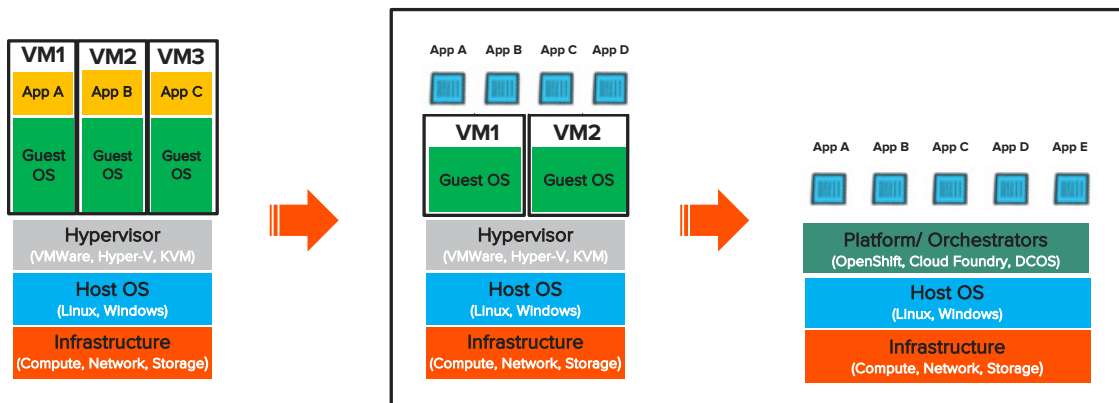 VM1 VM2 VM3
App A App B App C
Guest OS Guest OS Guest OS
Hypervisor
(VMWare, Hyper-V, KVM)
Host OS
(Linux, Windows)
Infrastructure
(Compute, Network, Storage)
App A App B App C App D
VM1 VM2
Guest OS Guest OS
Hypervisor
(VMWare, Hyper-V, KVM)
Host OS
(Linux, Windows)
Infrastructure
(Compute, Network, Storage)
App A App B App C App D App E
Platform/ Orchestrators
(OpenShift, Cloud Foundry, DCOS)
Host OS
(Linux, Windows)
Infrastructure
(Compute, Network, Storage)